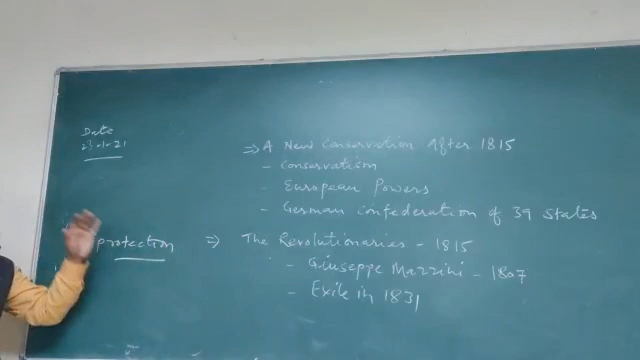 Date
23-1-21
⇒ A New Conservation After 1815
- Conservatism
- European Powers
- German Confederation of 39 States
protection ⇒ The Revolutionaries - 1815
- Giuseppe Mazzini - 1807
- Exile in 1831